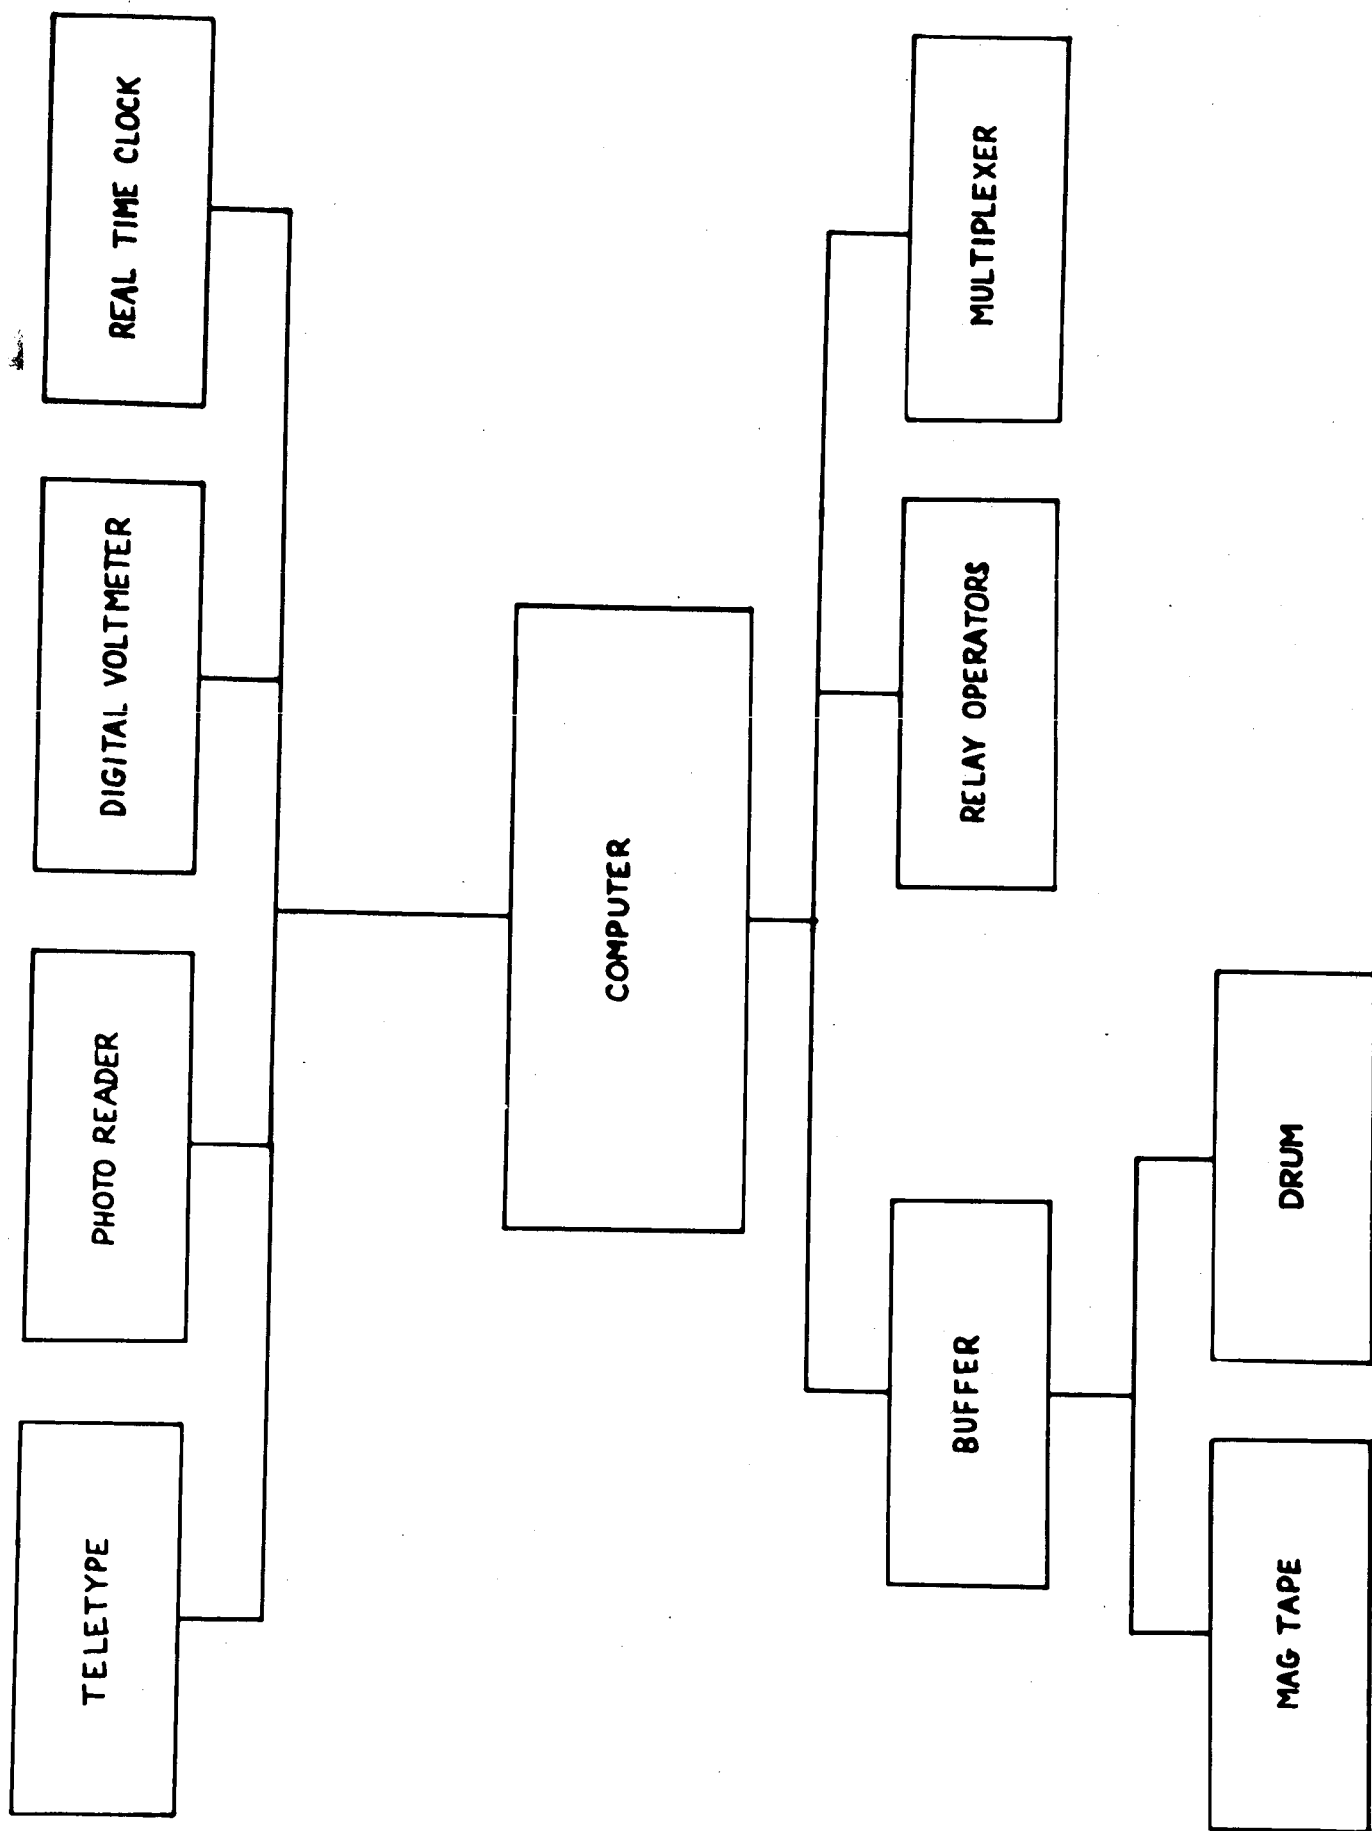 TELETYPE
PHOTO READER
DIGITAL VOLTMETER
REAL TIME CLOCK
COMPUTER
BUFFER
RELAY OPERATORS
MULTIPLEXER
MAG TAPE
DRUM